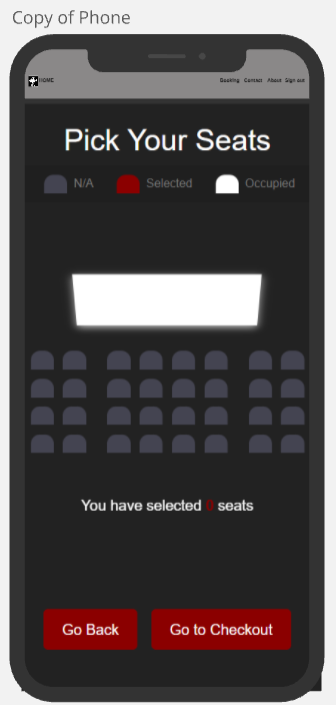 Copy of Phone
HOME Booking Contact About Sign out
Pick Your Seats
N/A Selected Occupied
You have selected 0 seats
Go Back Go to Checkout